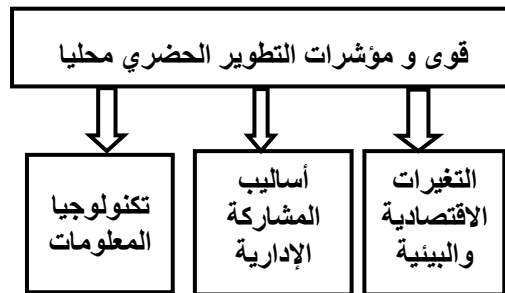 قوى و مؤشرات التطوير الحضري محليا
التغيرات
الاقتصادية
والبيئية
أساليب
المشاركة
الإدارية
تكنولوجيا
المعلومات